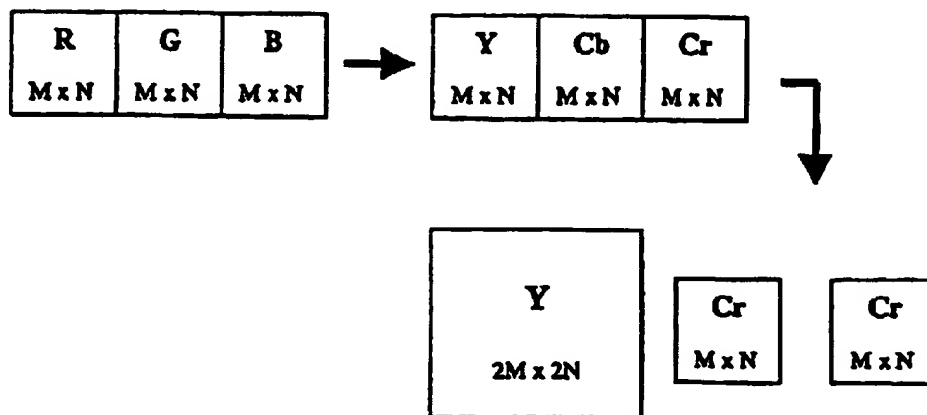 R G B
M x N M x N M x N
Y Cb Cr
M x N M x N M x N
Y
2M x 2N
Cr
M x N
Cr
M x N